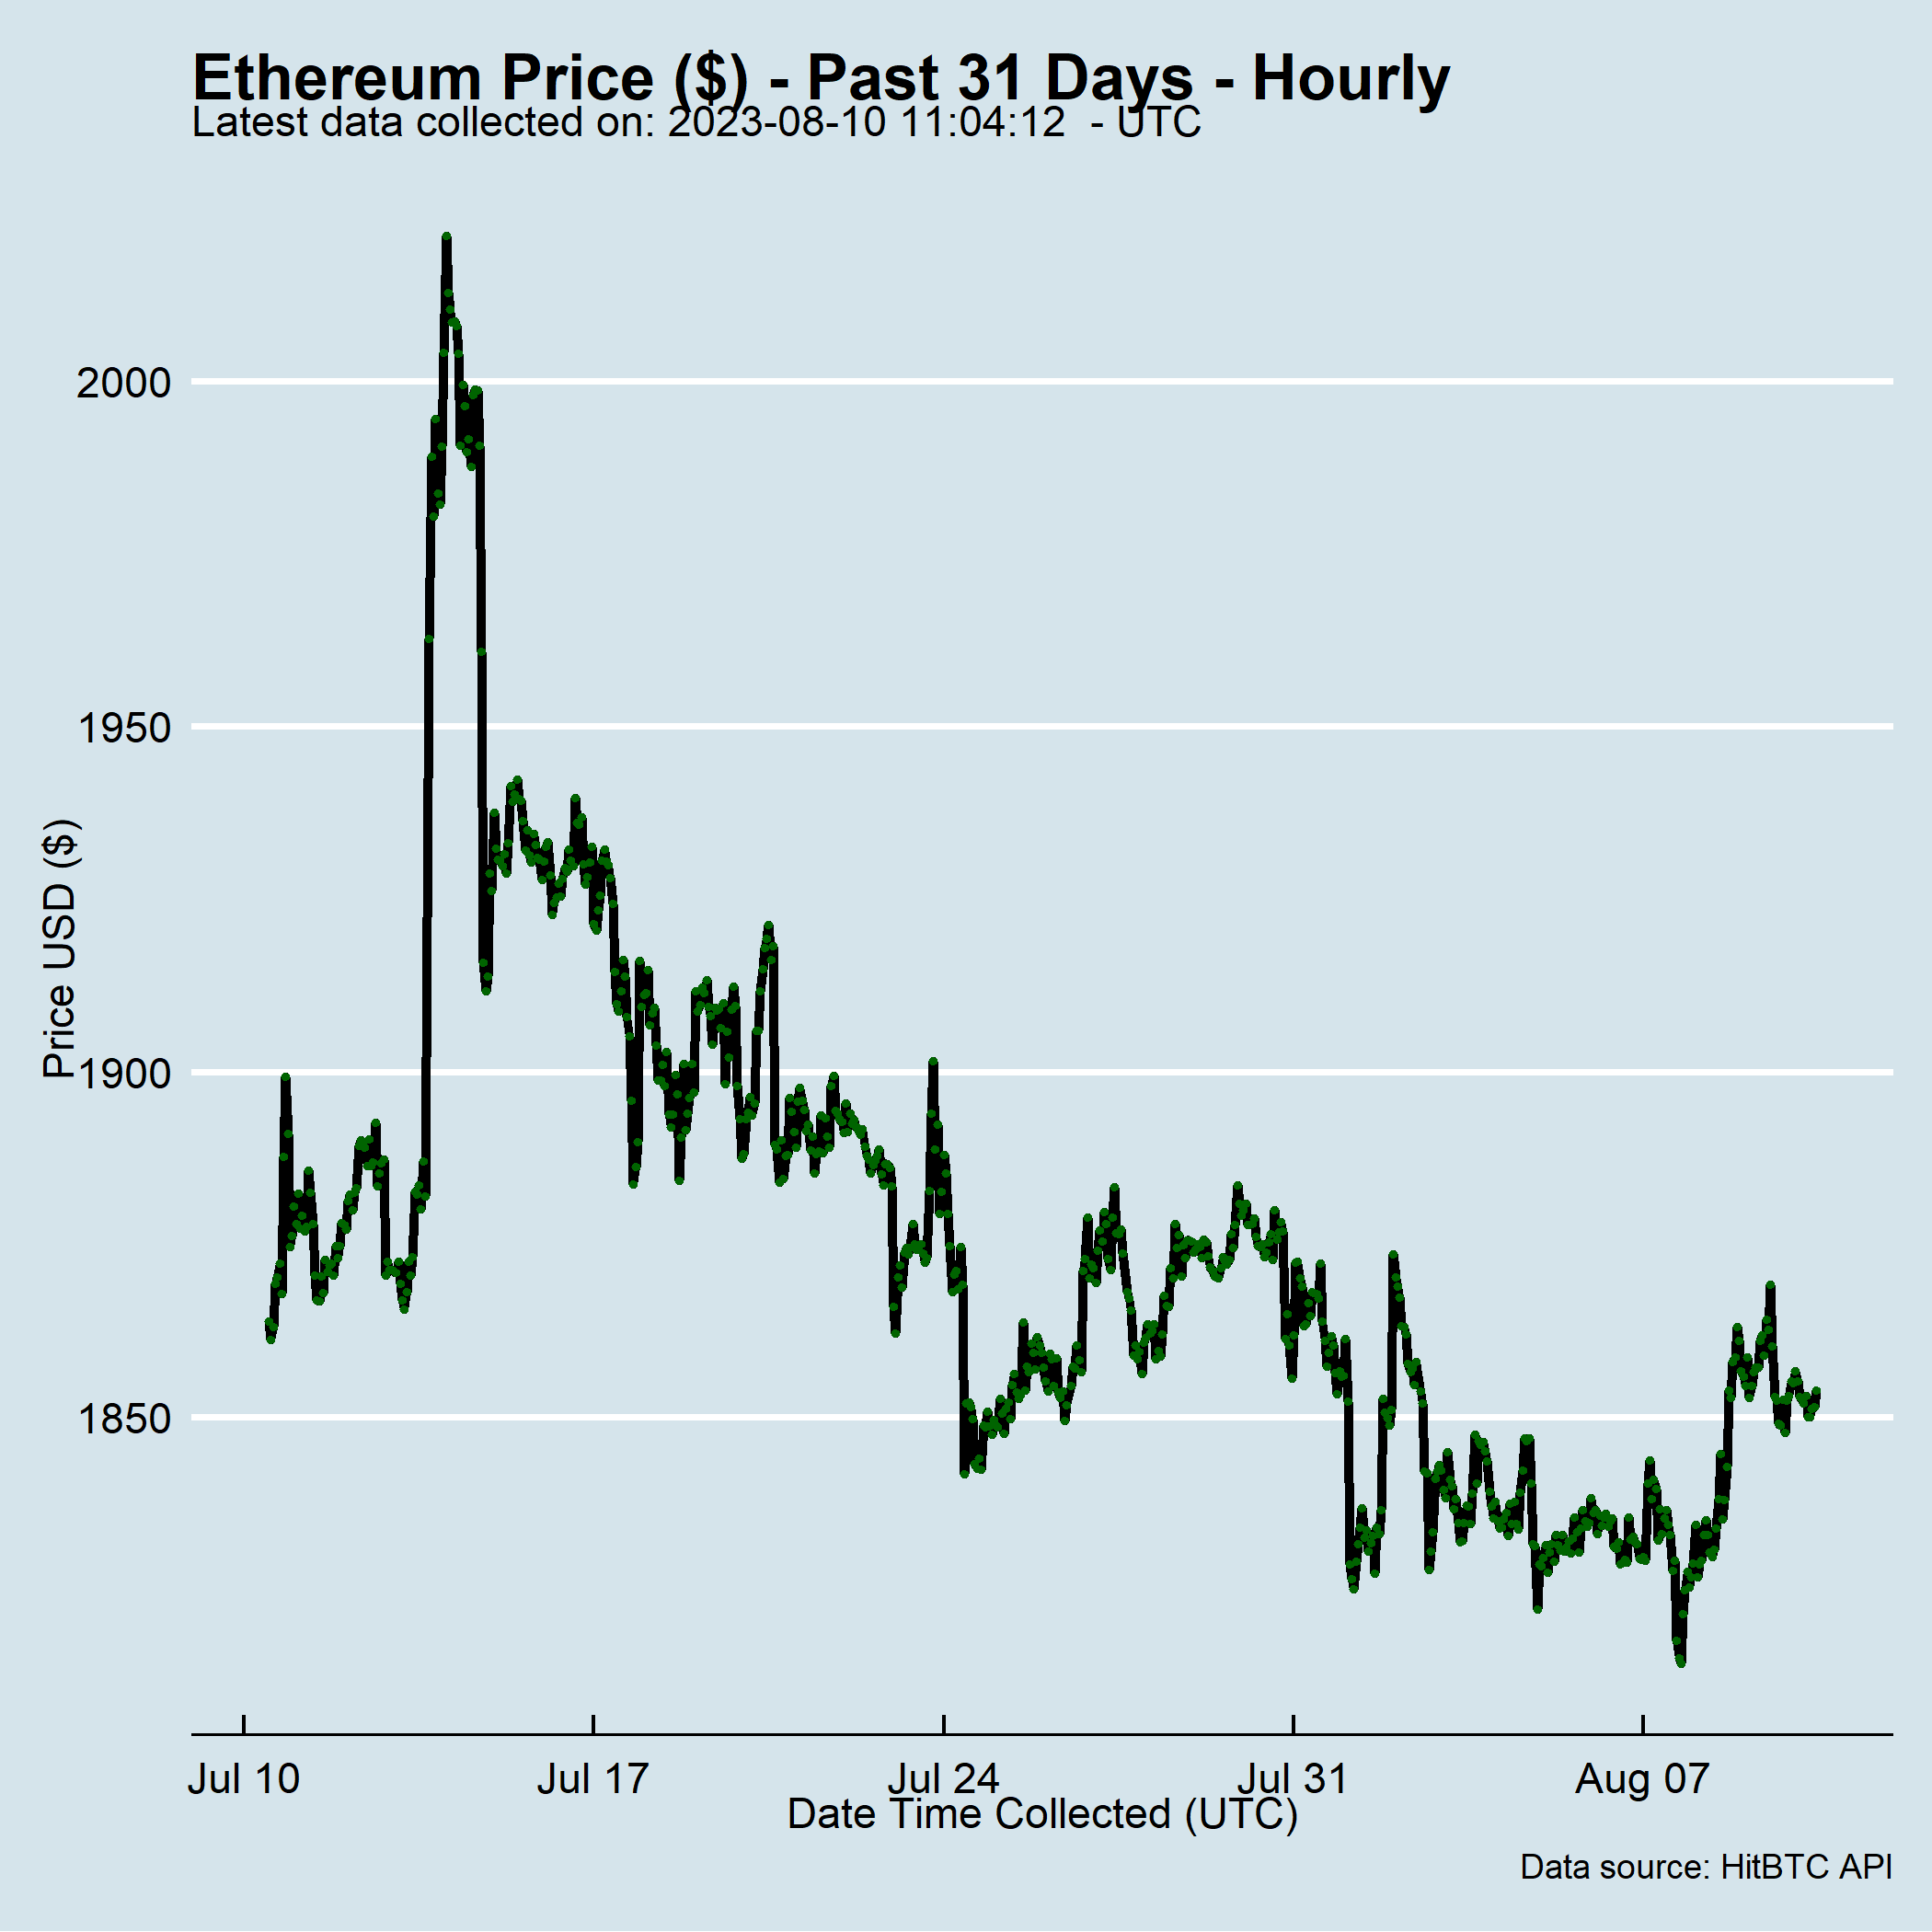 Ethereum Price ($) - Past 31 Days - Hourly
Latest data collected on: 2023-08-10 11:04:12  - UTC
2000
1950
1900
1850
Price USD ($)
Jul 10
Jul 17
Jul 24
Jul 31
Aug 07
Date Time Collected (UTC)
Data source: HitBTC API